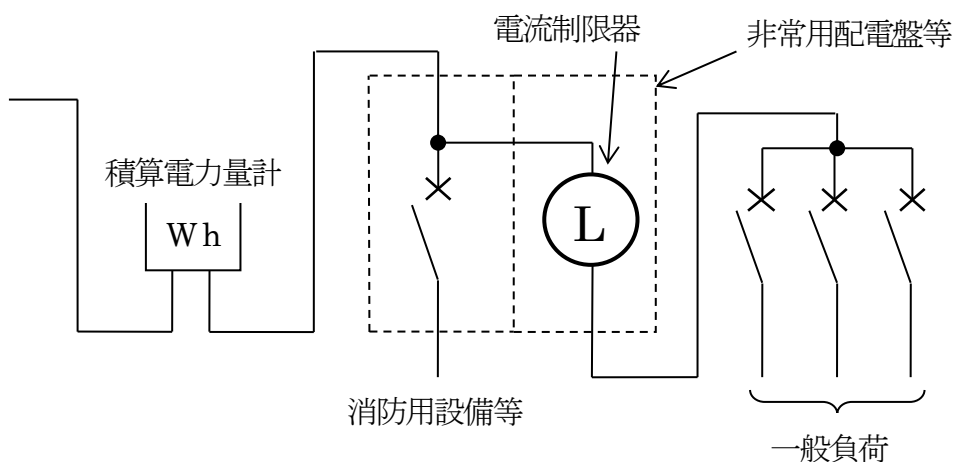 電流制限器
非常用配電盤等
積算電力量計
Wh
L
消防用設備等
一般負荷